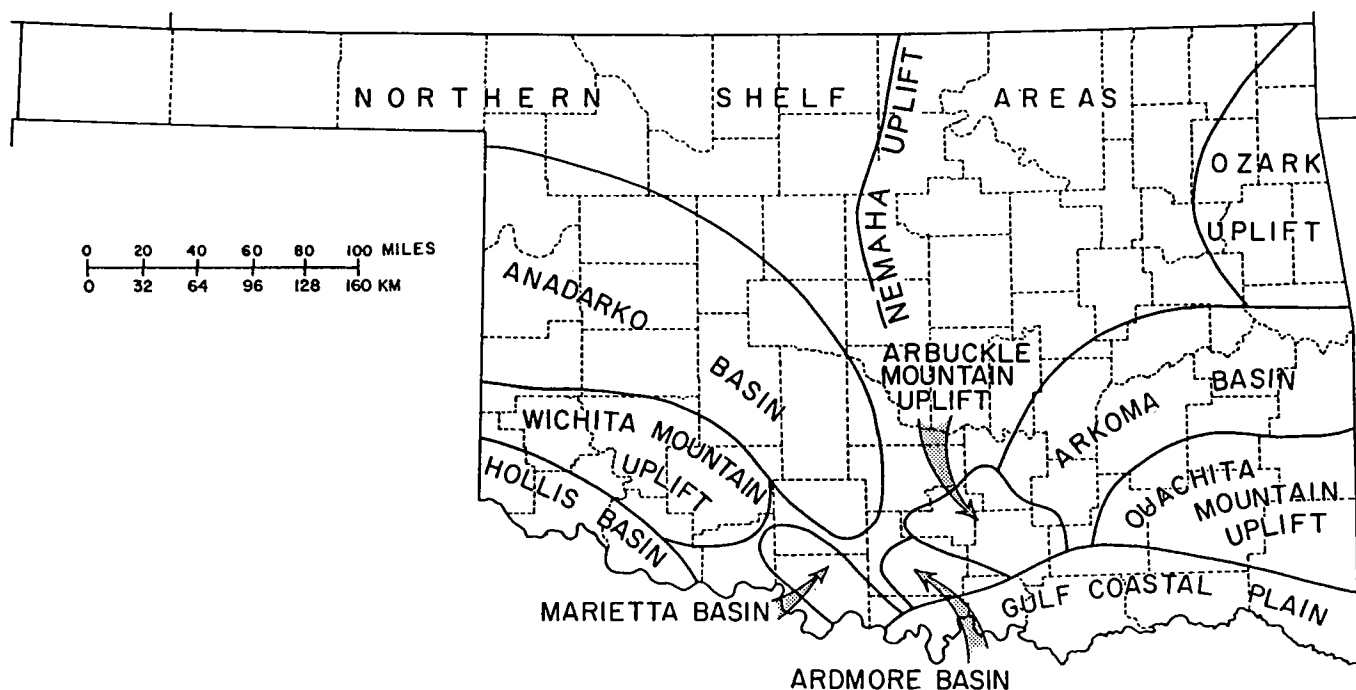 NORTHERN SHELF AREAS
NEMAHA UPLIFT
OZARK
UPLIFT
0 20 40 60 80 100 MILES
0 32 64 96 128 160 KM
ANADARKO
BASIN
ARBUCKLE
MOUNTAIN
UPLIFT
ARKOMA
BASIN
WICHITA MOUNTAIN
UPLIFT
HOLLIS BASIN
OUACHITA
MOUNTAIN
UPLIFT
GULF COASTAL PLAIN
MARIETTA BASIN
ARDMORE BASIN